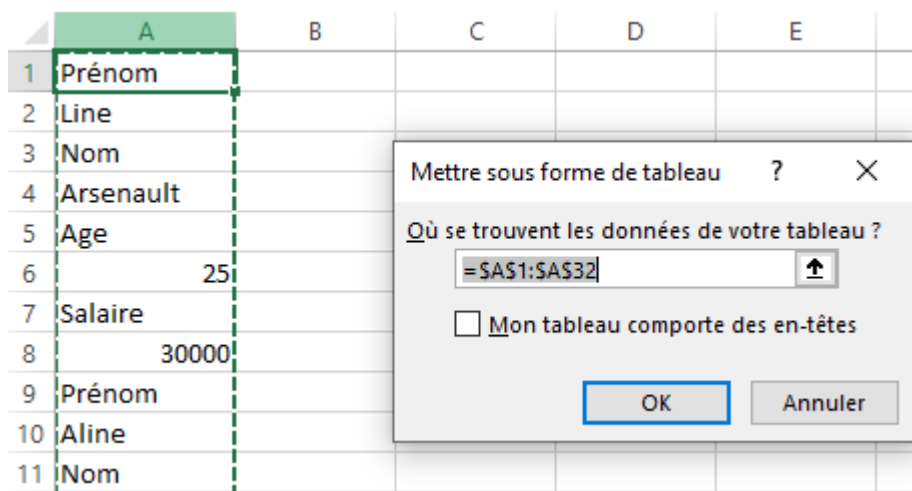 A B C D E
1 Prénom
2 Line
3 Nom
4 Arsenault
5 Age
6 25
7 Salaire
8 30000
9 Prénom
10 Aline
11 Nom
Mettre sous forme de tableau ? ×
Où se trouvent les données de votre tableau ?
=$A$1:$A$32
Mon tableau comporte des en-têtes
OK Annuler